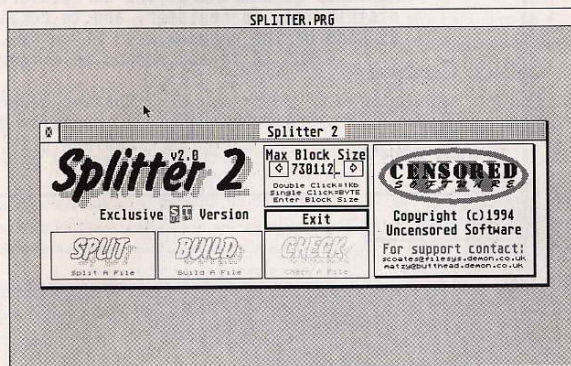 SPLITTER.PRG
Splitter 2
Splitter 2
v2.0
Exclusive ST Version
Max Block Size
730112
Double Click=1Kb
Single Click=BYTE
Enter Block Size
Exit
SPLIT
Split A File
BUILD
Build A File
CHECK
Check A File
CENSORED
SOFTWARE
Copyright (c)1994
Uncensored Software
For support contact:
scoates@filesys.demon.co.uk
matzy@butthead.demon.co.uk